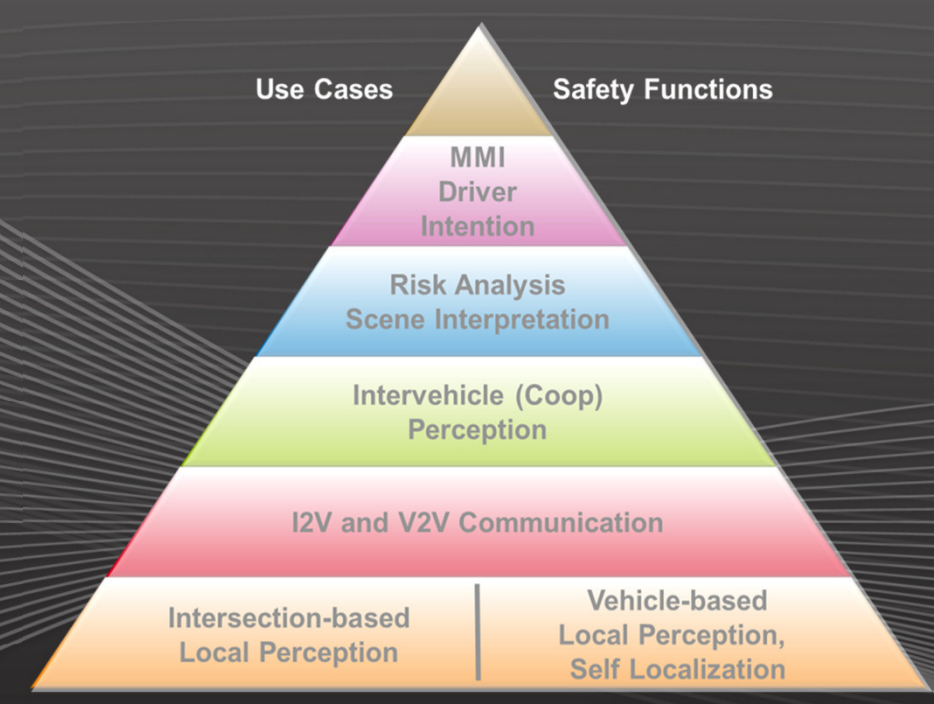 Use Cases
Safety Functions
MMI
Driver
Intention
Risk Analysis
Scene Interpretation
Intervehicle (Coop)
Perception
I2V and V2V Communication
Intersection-based
Local Perception
Vehicle-based
Local Perception,
Self Localization